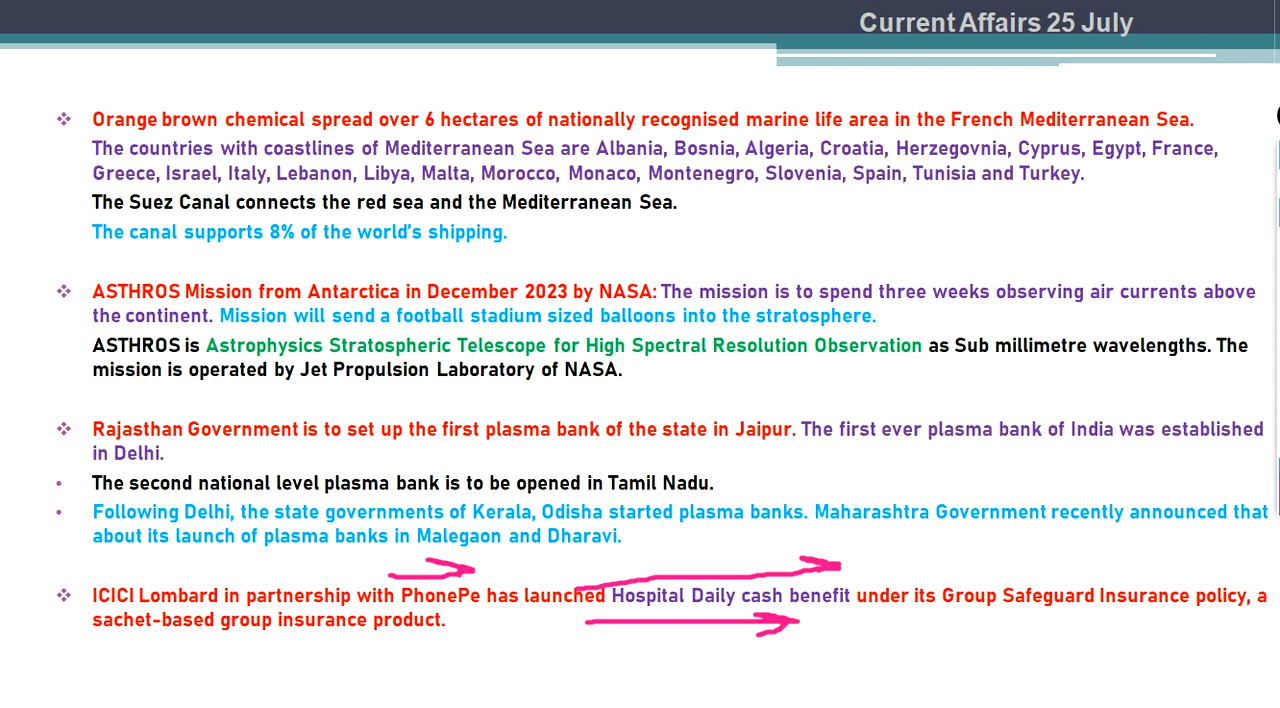 Current Affairs 25 July
❖ Orange brown chemical spread over 6 hectares of nationally recognised marine life area in the French Mediterranean Sea.
The countries with coastlines of Mediterranean Sea are Albania, Bosnia, Algeria, Croatia, Herzegovnia, Cyprus, Egypt, France,
Greece, Israel, Italy, Lebanon, Libya, Malta, Morocco, Monaco, Montenegro, Slovenia, Spain, Tunisia and Turkey.
The Suez Canal connects the red sea and the Mediterranean Sea.
The canal supports 8% of the world's shipping.
❖ ASTHROS Mission from Antarctica in December 2023 by NASA: The mission is to spend three weeks observing air currents above
the continent. Mission will send a football stadium sized balloons into the stratosphere.
ASTHROS is Astrophysics Stratospheric Telescope for High Spectral Resolution Observation as Sub millimetre wavelengths. The
mission is operated by Jet Propulsion Laboratory of NASA.
❖ Rajasthan Government is to set up the first plasma bank of the state in Jaipur. The first ever plasma bank of India was established
in Delhi.
• The second national level plasma bank is to be opened in Tamil Nadu.
• Following Delhi, the state governments of Kerala, Odisha started plasma banks. Maharashtra Government recently announced that
about its launch of plasma banks in Malegaon and Dharavi.
❖ ICICI Lombard in partnership with PhonePe has launched Hospital Daily cash benefit under its Group Safeguard Insurance policy, a
sachet-based group insurance product.